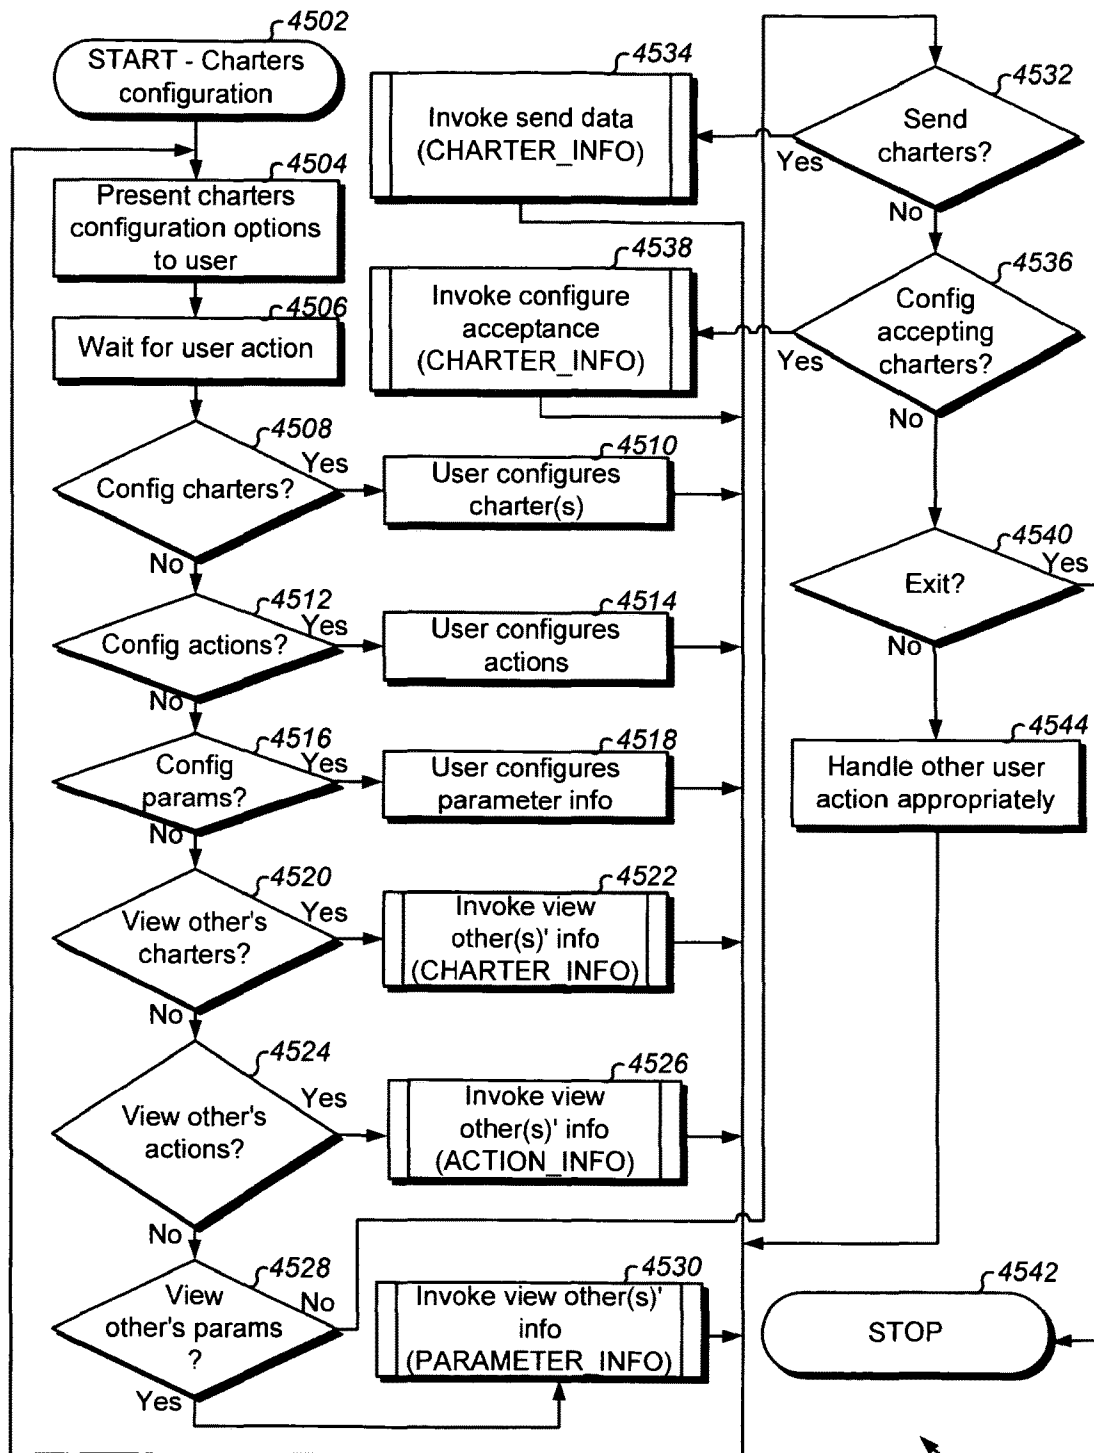 4502
START - Charters
configuration
4504
Present charters
configuration options
to user
4506
Wait for user action
4508
Config charters?
Yes
No
4510
User configures
charter(s)
4512
Config actions?
Yes
No
4514
User configures
actions
4516
Config
params?
Yes
No
4518
User configures
parameter info
4520
View other's
charters?
Yes
No
4522
Invoke view
other(s)' info
(CHARTER_INFO)
4524
View other's
actions?
Yes
No
4526
Invoke view
other(s)' info
(ACTION_INFO)
4528
View
other's params
?
No
Yes
4530
Invoke view other(s)'
info
(PARAMETER_INFO)
4532
Send
charters?
Yes
No
4534
Invoke send data
(CHARTER_INFO)
4536
Config
accepting
charters?
Yes
No
4538
Invoke configure
acceptance
(CHARTER_INFO)
4540
Exit?
Yes
No
4544
Handle other user
action appropriately
4542
STOP